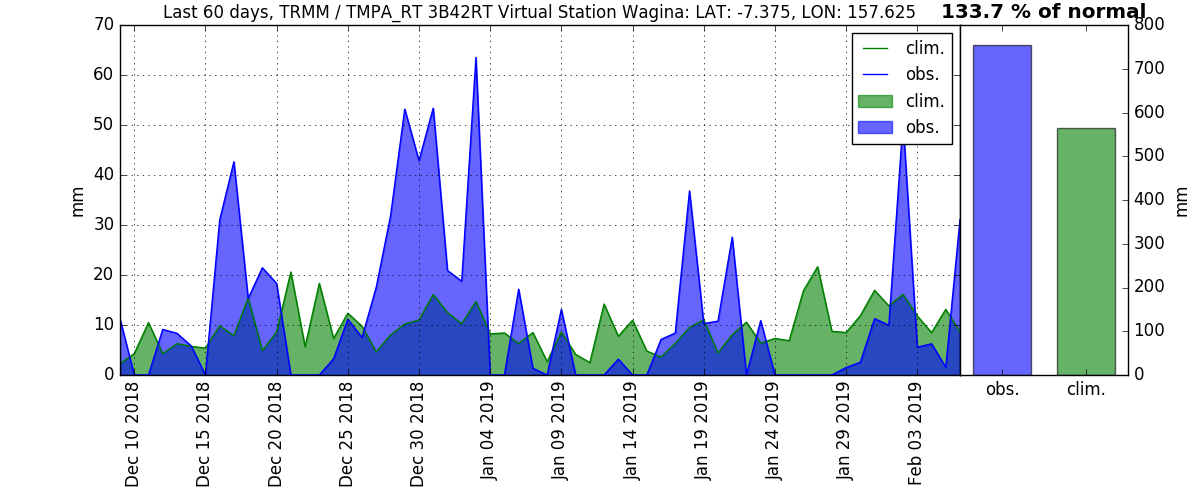 Last 60 days, TRMM / TMPA_RT 3B42RT Virtual Station Wagina: LAT: -7.375, LON: 157.625
133.7 % of normal
70
60
50
40
30
20
10
0
mm
clim.
obs.
clim.
obs.
Dec 10 2018
Dec 15 2018
Dec 20 2018
Dec 25 2018
Dec 30 2018
Jan 04 2019
Jan 09 2019
Jan 14 2019
Jan 19 2019
Jan 24 2019
Jan 29 2019
Feb 03 2019
800
700
600
500
400
300
200
100
0
mm
obs.
clim.